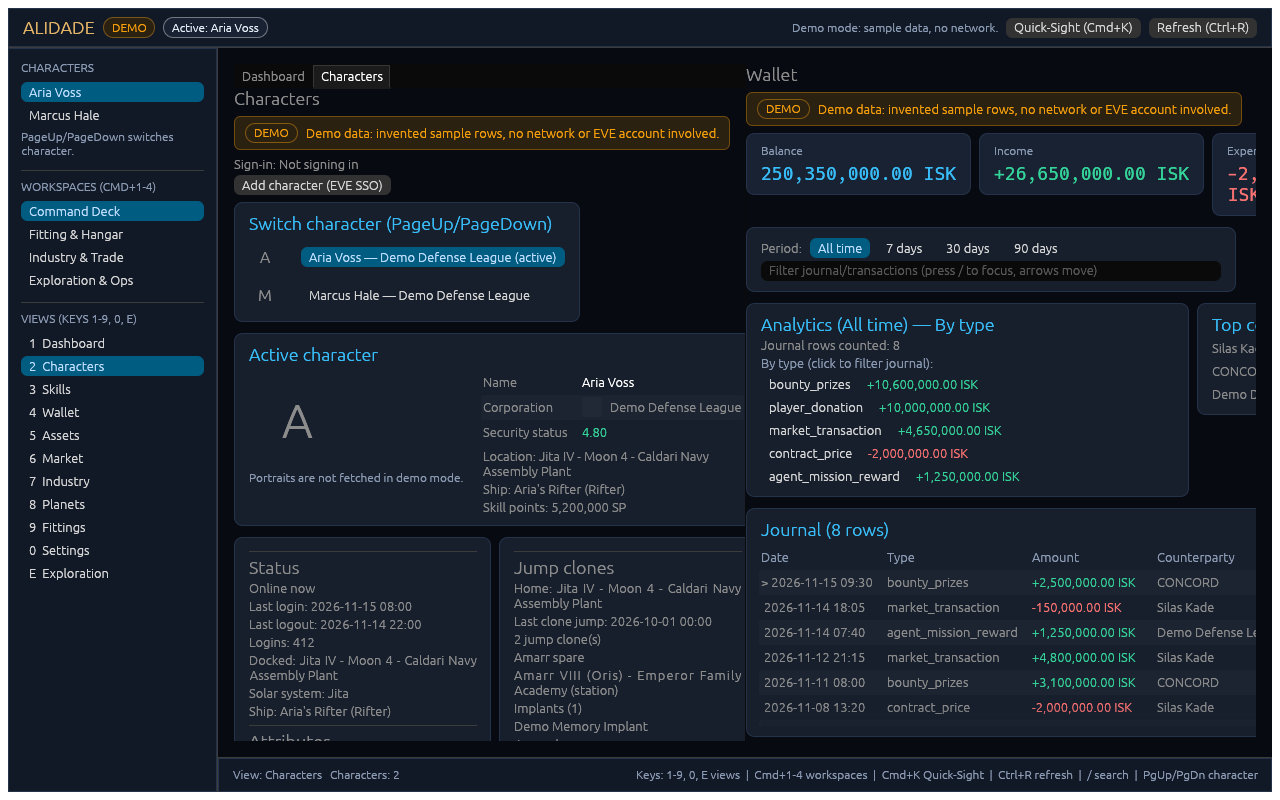 ALIDADE DEMO Active: Aria Voss Demo mode: sample data, no network. Quick-Sight (Cmd+K) Refresh (Ctrl+R)
CHARACTERS
Aria Voss
Marcus Hale
PageUp/PageDown switches
character.
WORKSPACES (CMD+1-4)
Command Deck
Fitting & Hangar
Industry & Trade
Exploration & Ops
VIEWS (KEYS 1-9, 0, E)
1 Dashboard
2 Characters
3 Skills
4 Wallet
5 Assets
6 Market
7 Industry
8 Planets
9 Fittings
0 Settings
E Exploration
Dashboard Characters
Characters
DEMO Demo data: invented sample rows, no network or EVE account involved.
Sign-in: Not signing in
Add character (EVE SSO)
Switch character (PageUp/PageDown)
A Aria Voss — Demo Defense League (active)
M Marcus Hale — Demo Defense League
Active character
A
Portraits are not fetched in demo mode.
Name Aria Voss
Corporation Demo Defense League
Security status 4.80
Location: Jita IV - Moon 4 - Caldari Navy
Assembly Plant
Ship: Aria's Rifter (Rifter)
Skill points: 5,200,000 SP
Status
Online now
Last login: 2026-11-15 08:00
Last logout: 2026-11-14 22:00
Logins: 412
Docked: Jita IV - Moon 4 - Caldari Navy
Assembly Plant
Solar system: Jita
Ship: Aria's Rifter (Rifter)
Attributes
Jump clones
Home: Jita IV - Moon 4 - Caldari Navy
Assembly Plant
Last clone jump: 2026-10-01 00:00
2 jump clone(s)
Amarr spare
Amarr VIII (Oris) - Emperor Family
Academy (station)
Implants (1)
Demo Memory Implant
Wallet
DEMO Demo data: invented sample rows, no network or EVE account involved.
Balance
250,350,000.00 ISK
Income
+26,650,000.00 ISK
Exper
-2,
ISK
Period: All time 7 days 30 days 90 days
Filter journal/transactions (press / to focus, arrows move)
Analytics (All time) — By type
Journal rows counted: 8
By type (click to filter journal):
bounty_prizes +10,600,000.00 ISK
player_donation +10,000,000.00 ISK
market_transaction +4,650,000.00 ISK
contract_price -2,000,000.00 ISK
agent_mission_reward +1,250,000.00 ISK
Top c
Silas Ka
CONCO
Demo D
Journal (8 rows)
Date Type Amount Counterparty
> 2026-11-15 09:30 bounty_prizes +2,500,000.00 ISK CONCORD
2026-11-14 18:05 market_transaction -150,000.00 ISK Silas Kade
2026-11-14 07:40 agent_mission_reward +1,250,000.00 ISK Demo Defense Le
2026-11-12 21:15 market_transaction +4,800,000.00 ISK Silas Kade
2026-11-11 08:00 bounty_prizes +3,100,000.00 ISK CONCORD
2026-11-08 13:20 contract_price -2,000,000.00 ISK Silas Kade
View: Characters Characters: 2 Keys: 1-9, 0, E views | Cmd+1-4 workspaces | Cmd+K Quick-Sight | Ctrl+R refresh | / search | PgUp/PgDn character